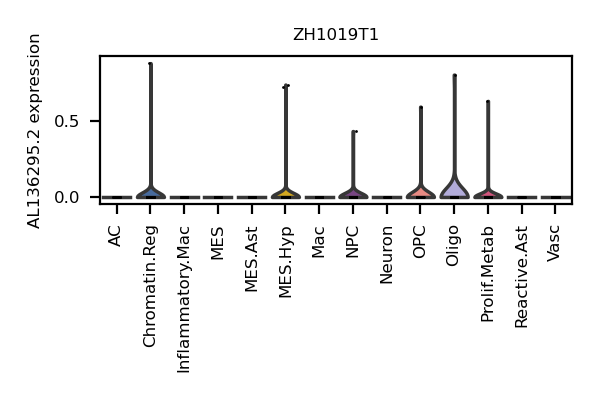 ZH1019T1
AL136295.2 expression
0.5
0.0
AC
Chromatin.Reg
Inflammatory.Mac
MES
MES.Ast
MES.Hyp
Mac
NPC
Neuron
OPC
Oligo
Prolif.Metab
Reactive.Ast
Vasc